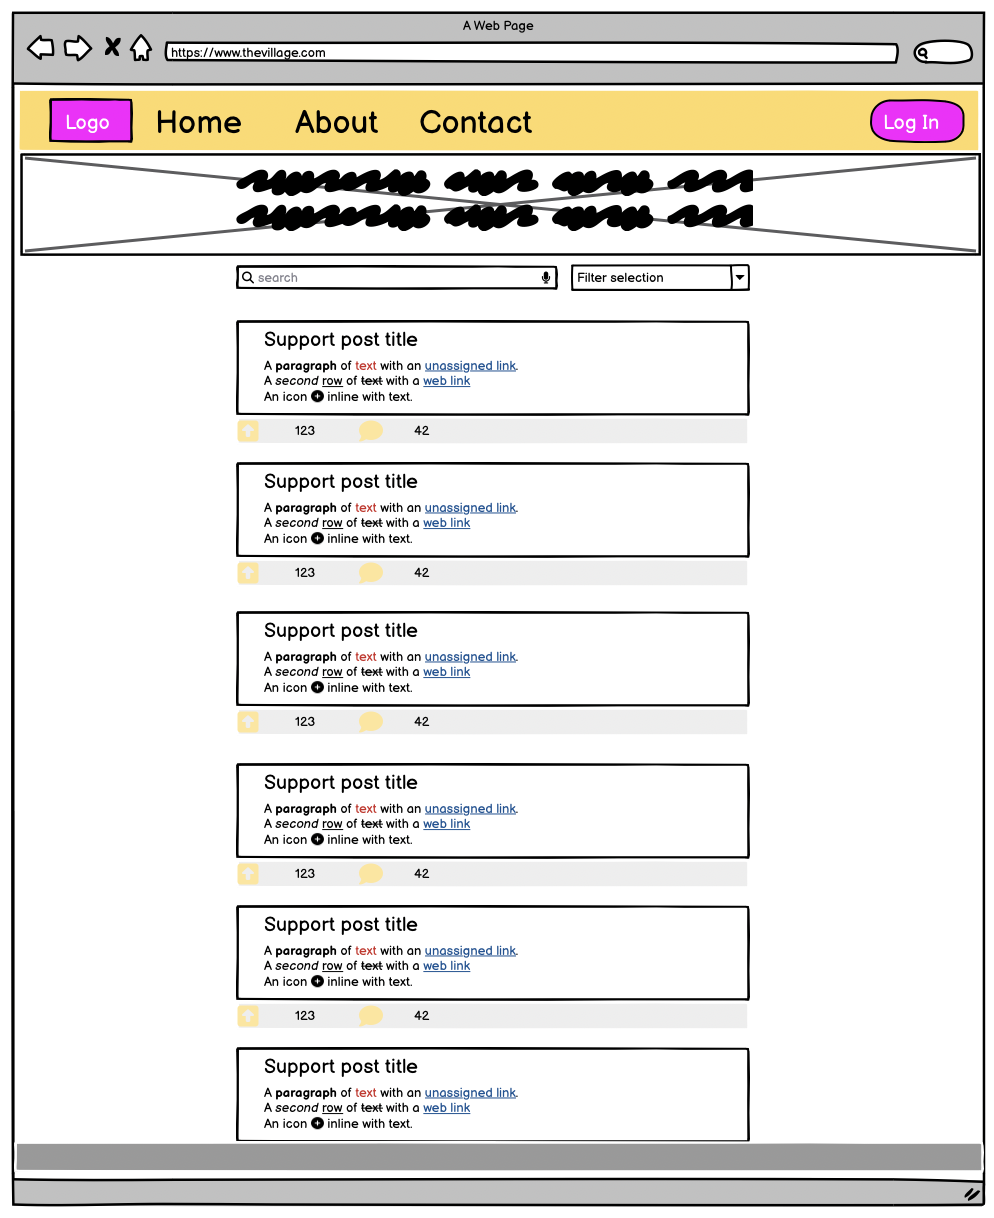 A Web Page
https://www.thevillage.com
Logo Home About Contact Log In
search Filter selection
Support post title
A paragraph of text with an unassigned link.
A second row of text with a web link
An icon inline with text.
123 42
Support post title
A paragraph of text with an unassigned link.
A second row of text with a web link
An icon inline with text.
123 42
Support post title
A paragraph of text with an unassigned link.
A second row of text with a web link
An icon inline with text.
123 42
Support post title
A paragraph of text with an unassigned link.
A second row of text with a web link
An icon inline with text.
123 42
Support post title
A paragraph of text with an unassigned link.
A second row of text with a web link
An icon inline with text.
123 42
Support post title
A paragraph of text with an unassigned link.
A second row of text with a web link
An icon inline with text.